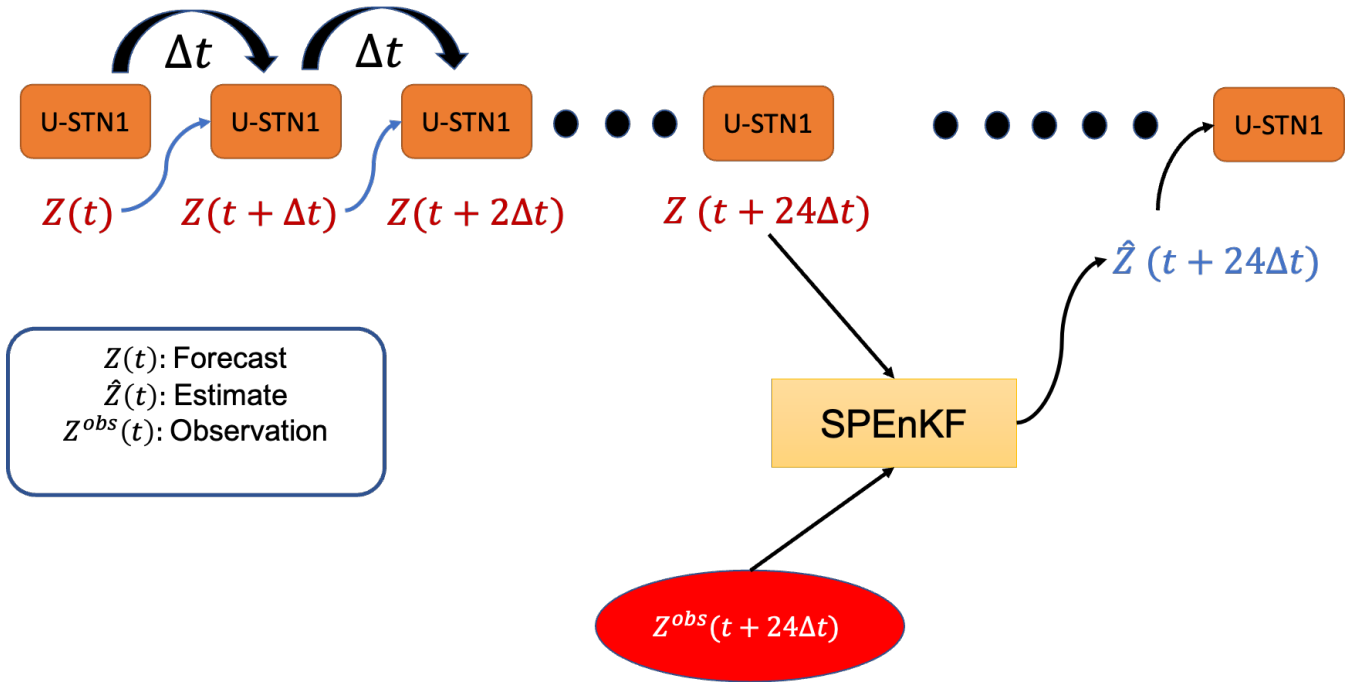 Δt Δt
U-STN1 U-STN1 U-STN1 U-STN1 U-STN1
Z(t) Z(t + Δt) Z(t + 2Δt) Z (t + 24Δt)
Ẑ (t + 24Δt)
Z(t): Forecast
Ẑ(t): Estimate
Z^{obs}(t): Observation
SPEnKF
Z^{obs}(t + 24Δt)